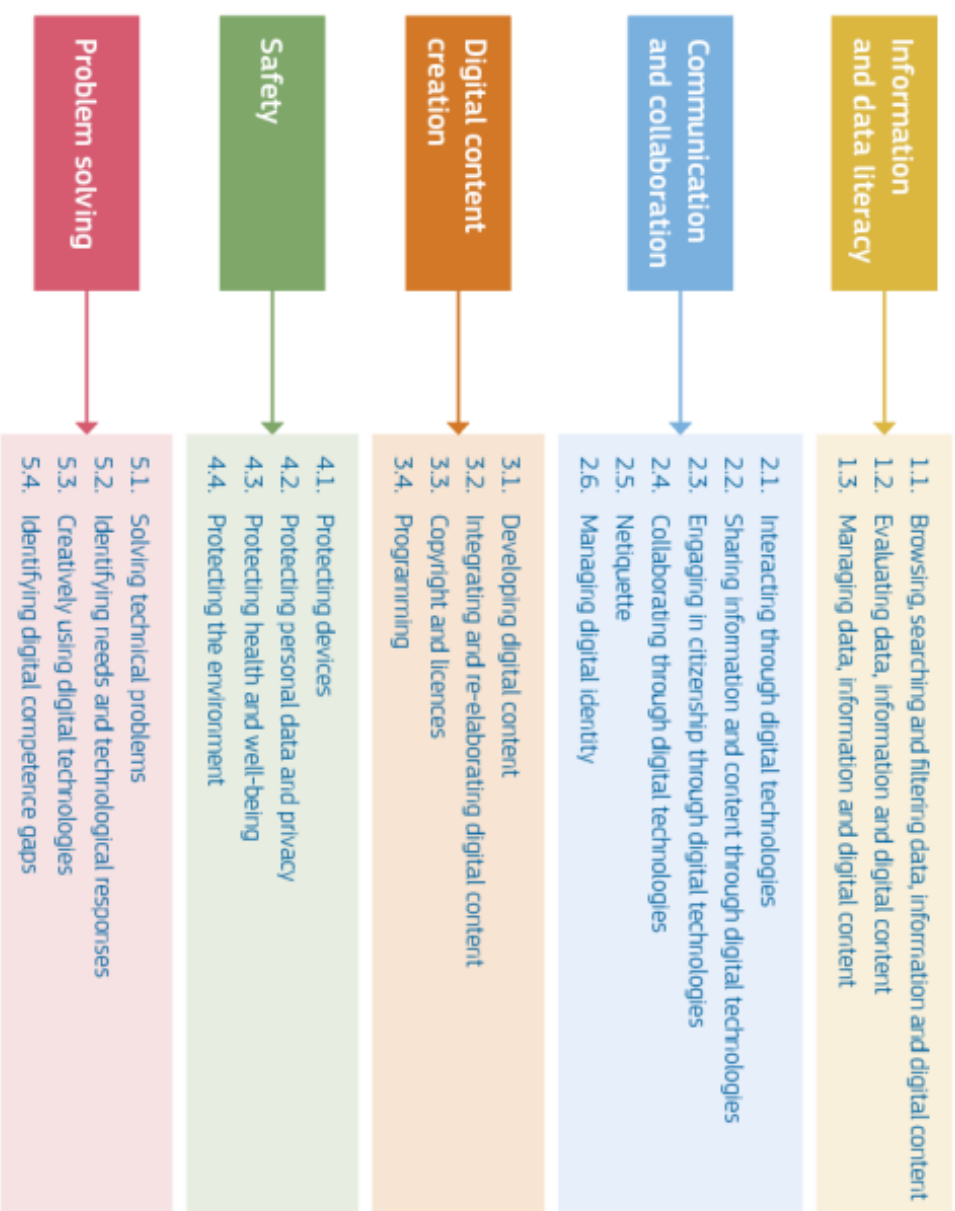 Information
and data literacy
1.1. Browsing, searching and filtering data, information and digital content
1.2. Evaluating data, information and digital content
1.3. Managing data, information and digital content
Communication
and collaboration
2.1. Interacting through digital technologies
2.2. Sharing information and content through digital technologies
2.3. Engaging in citizenship through digital technologies
2.4. Collaborating through digital technologies
2.5. Netiquette
2.6. Managing digital identity
Digital content
creation
3.1. Developing digital content
3.2. Integrating and re-elaborating digital content
3.3. Copyright and licences
3.4. Programming
Safety
4.1. Protecting devices
4.2. Protecting personal data and privacy
4.3. Protecting health and well-being
4.4. Protecting the environment
Problem solving
5.1. Solving technical problems
5.2. Identifying needs and technological responses
5.3. Creatively using digital technologies
5.4. Identifying digital competence gaps